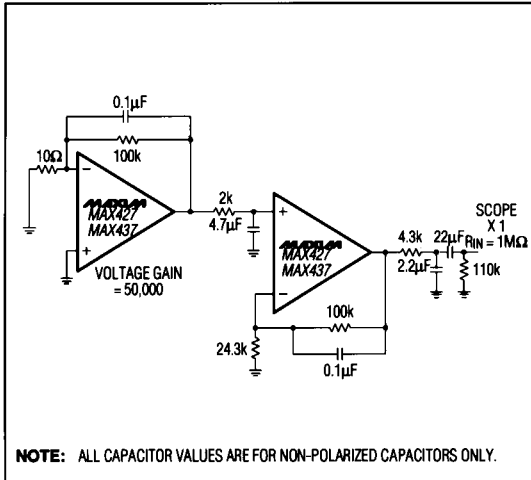 0.1µF
100k
10Ω
−
+
MAXIM
MAX427
MAX437
VOLTAGE GAIN
= 50,000
2k
4.7µF
+
−
MAXIM
MAX427
MAX437
24.3k
100k
0.1µF
4.3k
22µF
2.2µF
110k
SCOPE
X 1
RIN = 1MΩ
NOTE: ALL CAPACITOR VALUES ARE FOR NON-POLARIZED CAPACITORS ONLY.